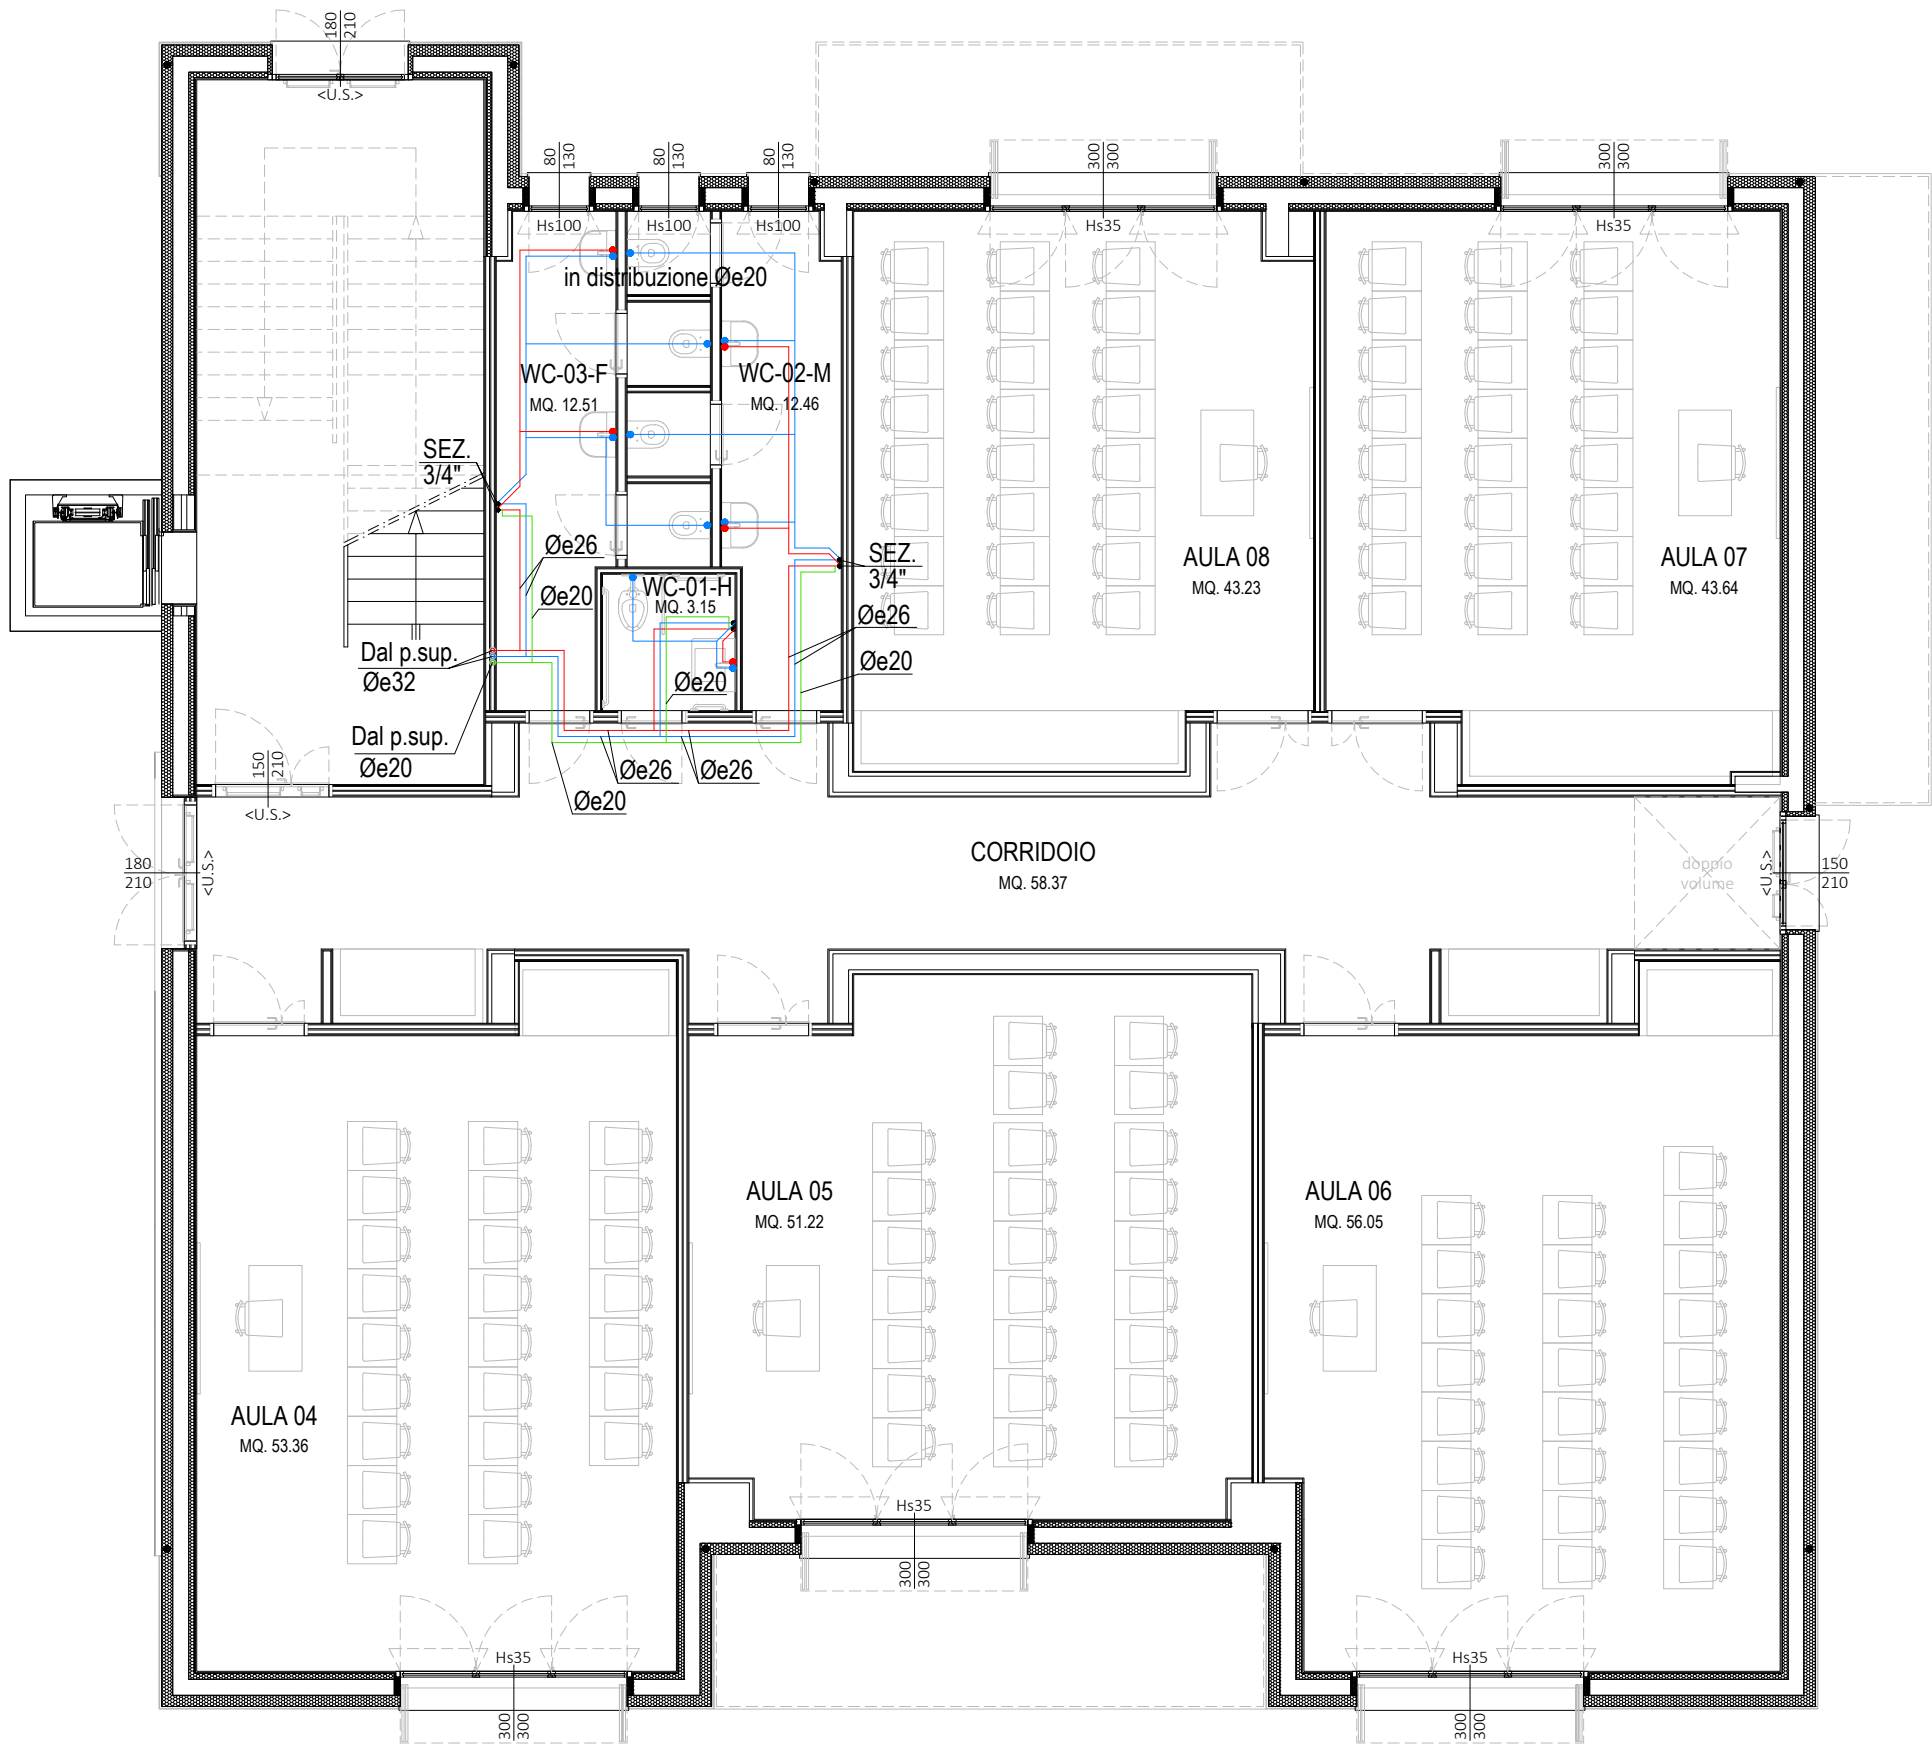 180
210
<U.S.>
80
130
80
130
80
130
300
300
300
300
Hs100
Hs100
Hs100
Hs35
Hs35
in distribuzione Øe20
WC-03-F
MQ. 12.51
WC-02-M
MQ. 12.46
SEZ.
3/4"
Øe26
Øe20
SEZ.
3/4"
WC-01-H
MQ. 3.15
Øe26
Øe20
AULA 08
MQ. 43.23
AULA 07
MQ. 43.64
Dal p.sup.
Øe32
Øe20
Dal p.sup.
Øe20
Øe26
Øe26
Øe20
150
210
<U.S.>
180
210
<U.S.>
CORRIDOIO
MQ. 58.37
doppio
volume
<U.S.>
150
210
AULA 05
MQ. 51.22
AULA 06
MQ. 56.05
AULA 04
MQ. 53.36
Hs35
300
300
Hs35
300
300
Hs35
300
300